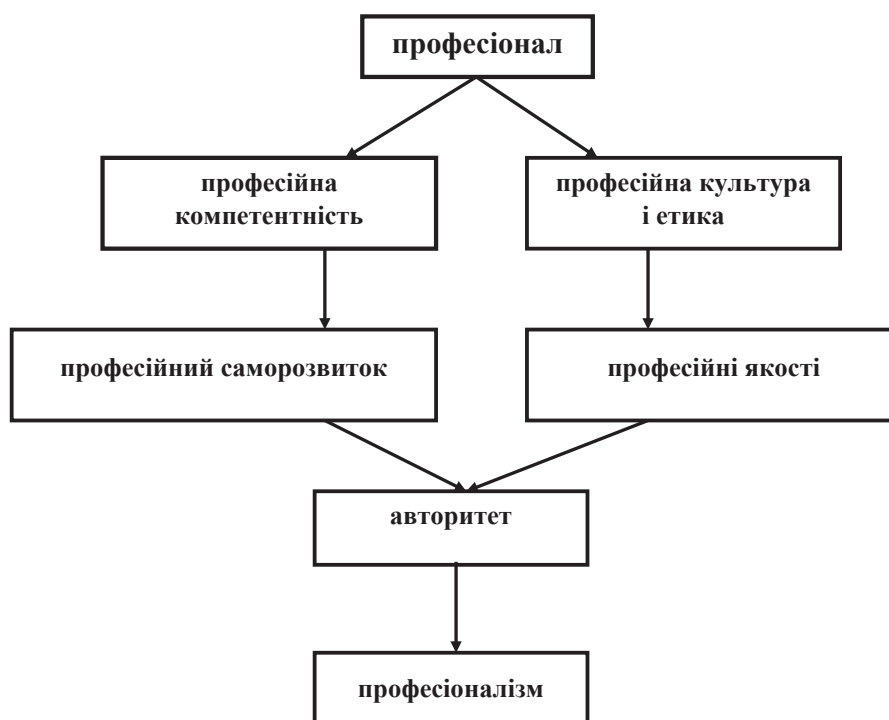 професіонал
професійна
компетентність
професійна культура
і етика
професійний саморозвиток
професійні якості
авторитет
професіоналізм